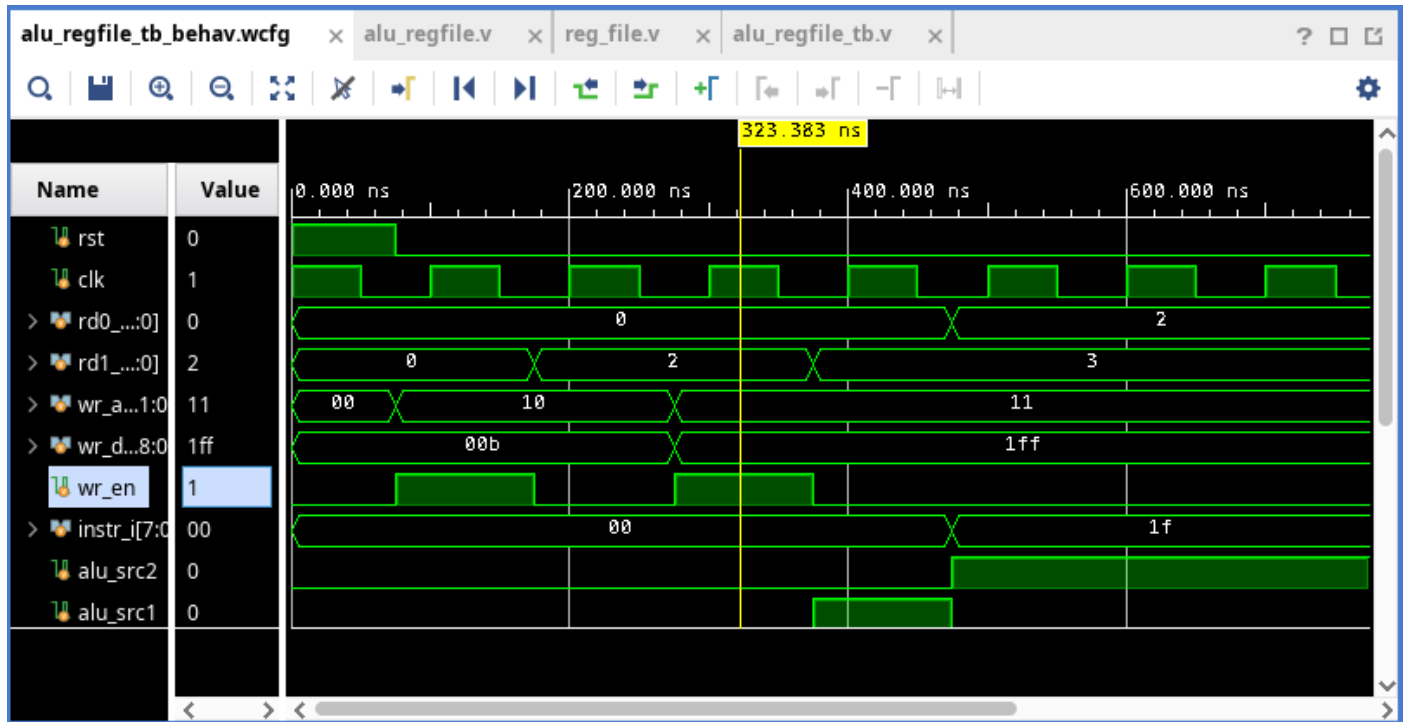 alu_regfile_tb_behav.wcfg × alu_regfile.v × reg_file.v × alu_regfile_tb.v × ?
323.383 ns
Name Value 0.000 ns 200.000 ns 400.000 ns 600.000 ns
rst 0
clk 1
> rd0_...:0] 0 0 2
> rd1_...:0] 2 0 2 3
> wr_a...1:0 11 00 10 11
> wr_d...8:0 1ff 00b 1ff
wr_en 1
> instr_i[7:0 00 00 1f
alu_src2 0
alu_src1 0